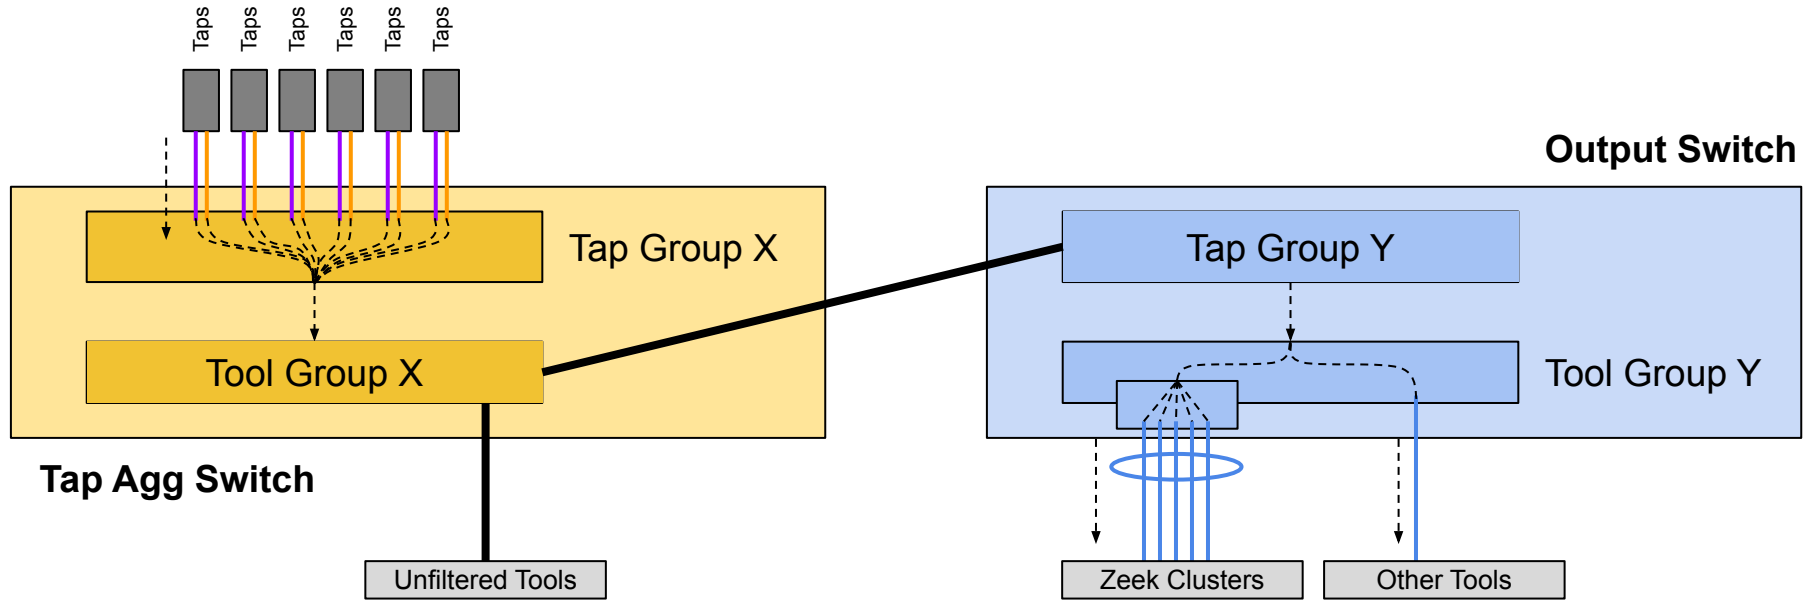 Taps Taps Taps Taps Taps Taps
Output Switch
Tap Group X
Tap Group Y
Tool Group X
Tool Group Y
Tap Agg Switch
Unfiltered Tools
Zeek Clusters
Other Tools